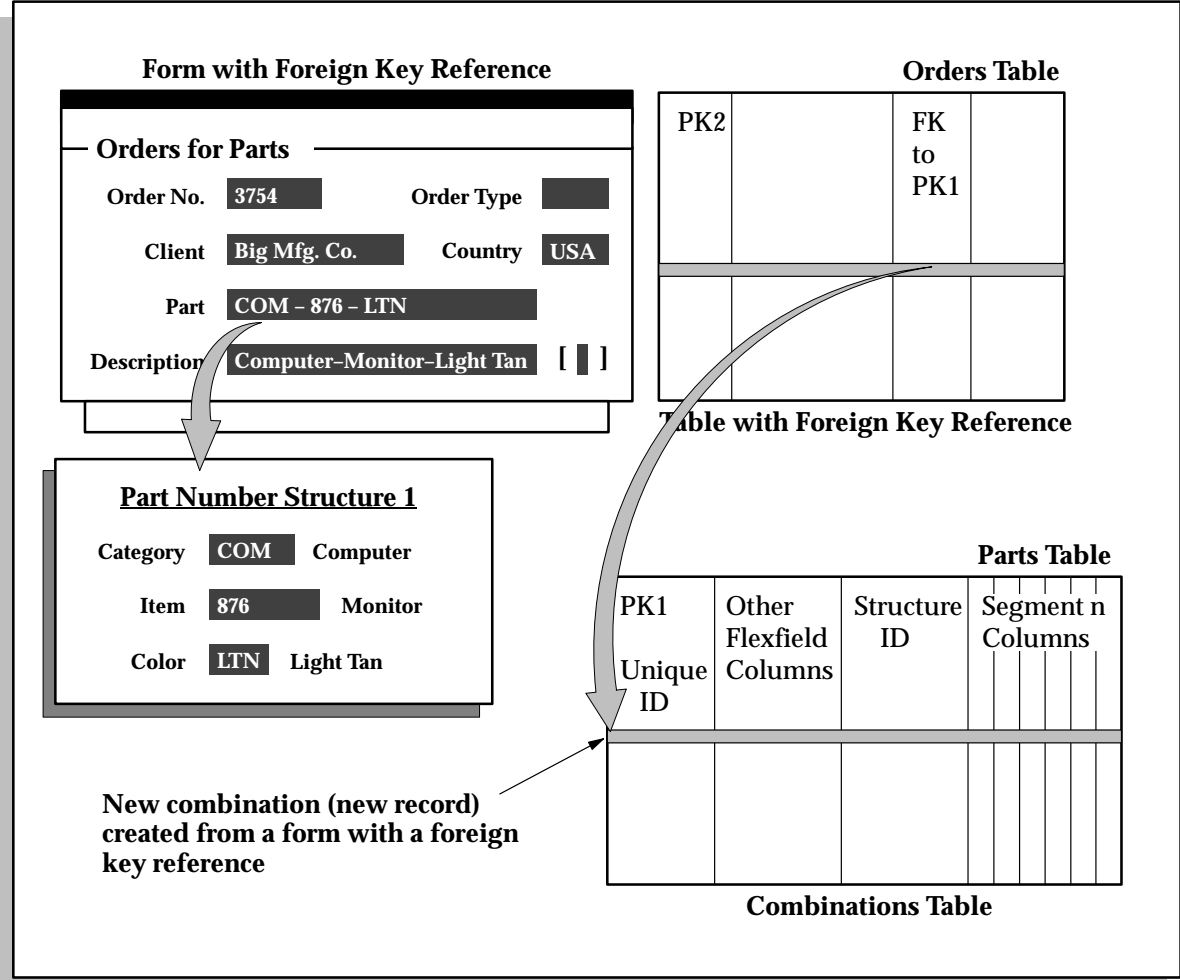 Form with Foreign Key Reference
Orders for Parts
Order No. 3754 Order Type
Client Big Mfg. Co. Country USA
Part COM – 876 – LTN
Description Computer–Monitor–Light Tan [ ]
Orders Table
PK2
FK
to
PK1
Table with Foreign Key Reference
Part Number Structure 1
Category COM Computer
Item 876 Monitor
Color LTN Light Tan
Parts Table
PK1
Unique
ID
Other
Flexfield
Columns
Structure
ID
Segment n
Columns
Combinations Table
New combination (new record)
created from a form with a foreign
key reference